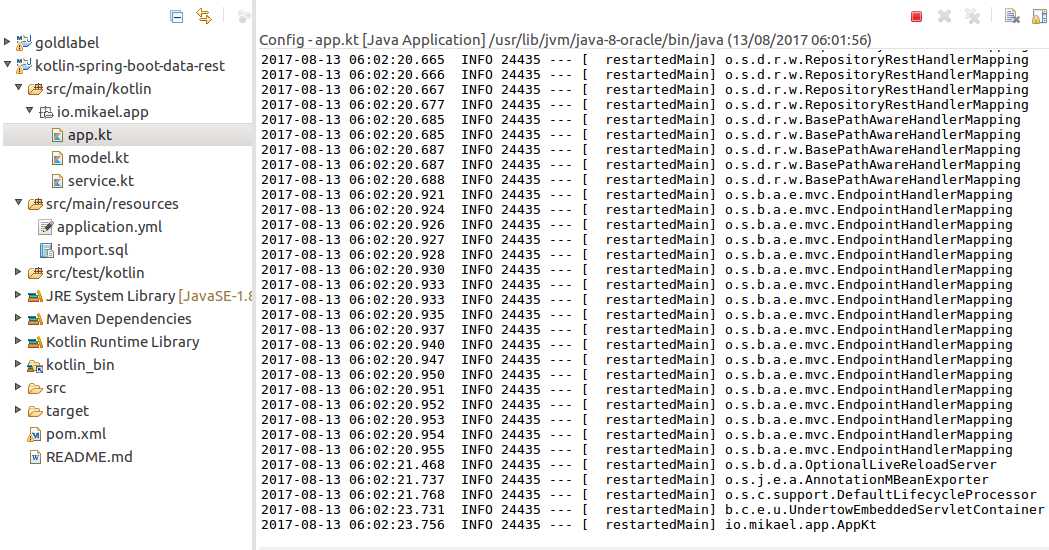 goldlabel
kotlin-spring-boot-data-rest
src/main/kotlin
io.mikael.app
app.kt
model.kt
service.kt
src/main/resources
application.yml
import.sql
src/test/kotlin
JRE System Library [JavaSE-1.8
Maven Dependencies
Kotlin Runtime Library
kotlin_bin
src
target
pom.xml
README.md
Config - app.kt [Java Application] /usr/lib/jvm/java-8-oracle/bin/java (13/08/2017 06:01:56)
2017-08-13 06:02:20.665  INFO 24435 --- [  restartedMain] o.s.d.r.w.RepositoryRestHandlerMapping
2017-08-13 06:02:20.666  INFO 24435 --- [  restartedMain] o.s.d.r.w.RepositoryRestHandlerMapping
2017-08-13 06:02:20.667  INFO 24435 --- [  restartedMain] o.s.d.r.w.RepositoryRestHandlerMapping
2017-08-13 06:02:20.677  INFO 24435 --- [  restartedMain] o.s.d.r.w.RepositoryRestHandlerMapping
2017-08-13 06:02:20.685  INFO 24435 --- [  restartedMain] o.s.d.r.w.BasePathAwareHandlerMapping
2017-08-13 06:02:20.685  INFO 24435 --- [  restartedMain] o.s.d.r.w.BasePathAwareHandlerMapping
2017-08-13 06:02:20.687  INFO 24435 --- [  restartedMain] o.s.d.r.w.BasePathAwareHandlerMapping
2017-08-13 06:02:20.687  INFO 24435 --- [  restartedMain] o.s.d.r.w.BasePathAwareHandlerMapping
2017-08-13 06:02:20.688  INFO 24435 --- [  restartedMain] o.s.d.r.w.BasePathAwareHandlerMapping
2017-08-13 06:02:20.921  INFO 24435 --- [  restartedMain] o.s.b.a.e.mvc.EndpointHandlerMapping
2017-08-13 06:02:20.924  INFO 24435 --- [  restartedMain] o.s.b.a.e.mvc.EndpointHandlerMapping
2017-08-13 06:02:20.926  INFO 24435 --- [  restartedMain] o.s.b.a.e.mvc.EndpointHandlerMapping
2017-08-13 06:02:20.927  INFO 24435 --- [  restartedMain] o.s.b.a.e.mvc.EndpointHandlerMapping
2017-08-13 06:02:20.928  INFO 24435 --- [  restartedMain] o.s.b.a.e.mvc.EndpointHandlerMapping
2017-08-13 06:02:20.930  INFO 24435 --- [  restartedMain] o.s.b.a.e.mvc.EndpointHandlerMapping
2017-08-13 06:02:20.933  INFO 24435 --- [  restartedMain] o.s.b.a.e.mvc.EndpointHandlerMapping
2017-08-13 06:02:20.933  INFO 24435 --- [  restartedMain] o.s.b.a.e.mvc.EndpointHandlerMapping
2017-08-13 06:02:20.935  INFO 24435 --- [  restartedMain] o.s.b.a.e.mvc.EndpointHandlerMapping
2017-08-13 06:02:20.937  INFO 24435 --- [  restartedMain] o.s.b.a.e.mvc.EndpointHandlerMapping
2017-08-13 06:02:20.940  INFO 24435 --- [  restartedMain] o.s.b.a.e.mvc.EndpointHandlerMapping
2017-08-13 06:02:20.947  INFO 24435 --- [  restartedMain] o.s.b.a.e.mvc.EndpointHandlerMapping
2017-08-13 06:02:20.950  INFO 24435 --- [  restartedMain] o.s.b.a.e.mvc.EndpointHandlerMapping
2017-08-13 06:02:20.951  INFO 24435 --- [  restartedMain] o.s.b.a.e.mvc.EndpointHandlerMapping
2017-08-13 06:02:20.952  INFO 24435 --- [  restartedMain] o.s.b.a.e.mvc.EndpointHandlerMapping
2017-08-13 06:02:20.953  INFO 24435 --- [  restartedMain] o.s.b.a.e.mvc.EndpointHandlerMapping
2017-08-13 06:02:20.954  INFO 24435 --- [  restartedMain] o.s.b.a.e.mvc.EndpointHandlerMapping
2017-08-13 06:02:20.955  INFO 24435 --- [  restartedMain] o.s.b.a.e.mvc.EndpointHandlerMapping
2017-08-13 06:02:21.468  INFO 24435 --- [  restartedMain] o.s.b.d.a.OptionalLiveReloadServer
2017-08-13 06:02:21.737  INFO 24435 --- [  restartedMain] o.s.j.e.a.AnnotationMBeanExporter
2017-08-13 06:02:21.768  INFO 24435 --- [  restartedMain] o.s.c.support.DefaultLifecycleProcessor
2017-08-13 06:02:23.731  INFO 24435 --- [  restartedMain] b.c.e.u.UndertowEmbeddedServletContainer
2017-08-13 06:02:23.756  INFO 24435 --- [  restartedMain] io.mikael.app.AppKt